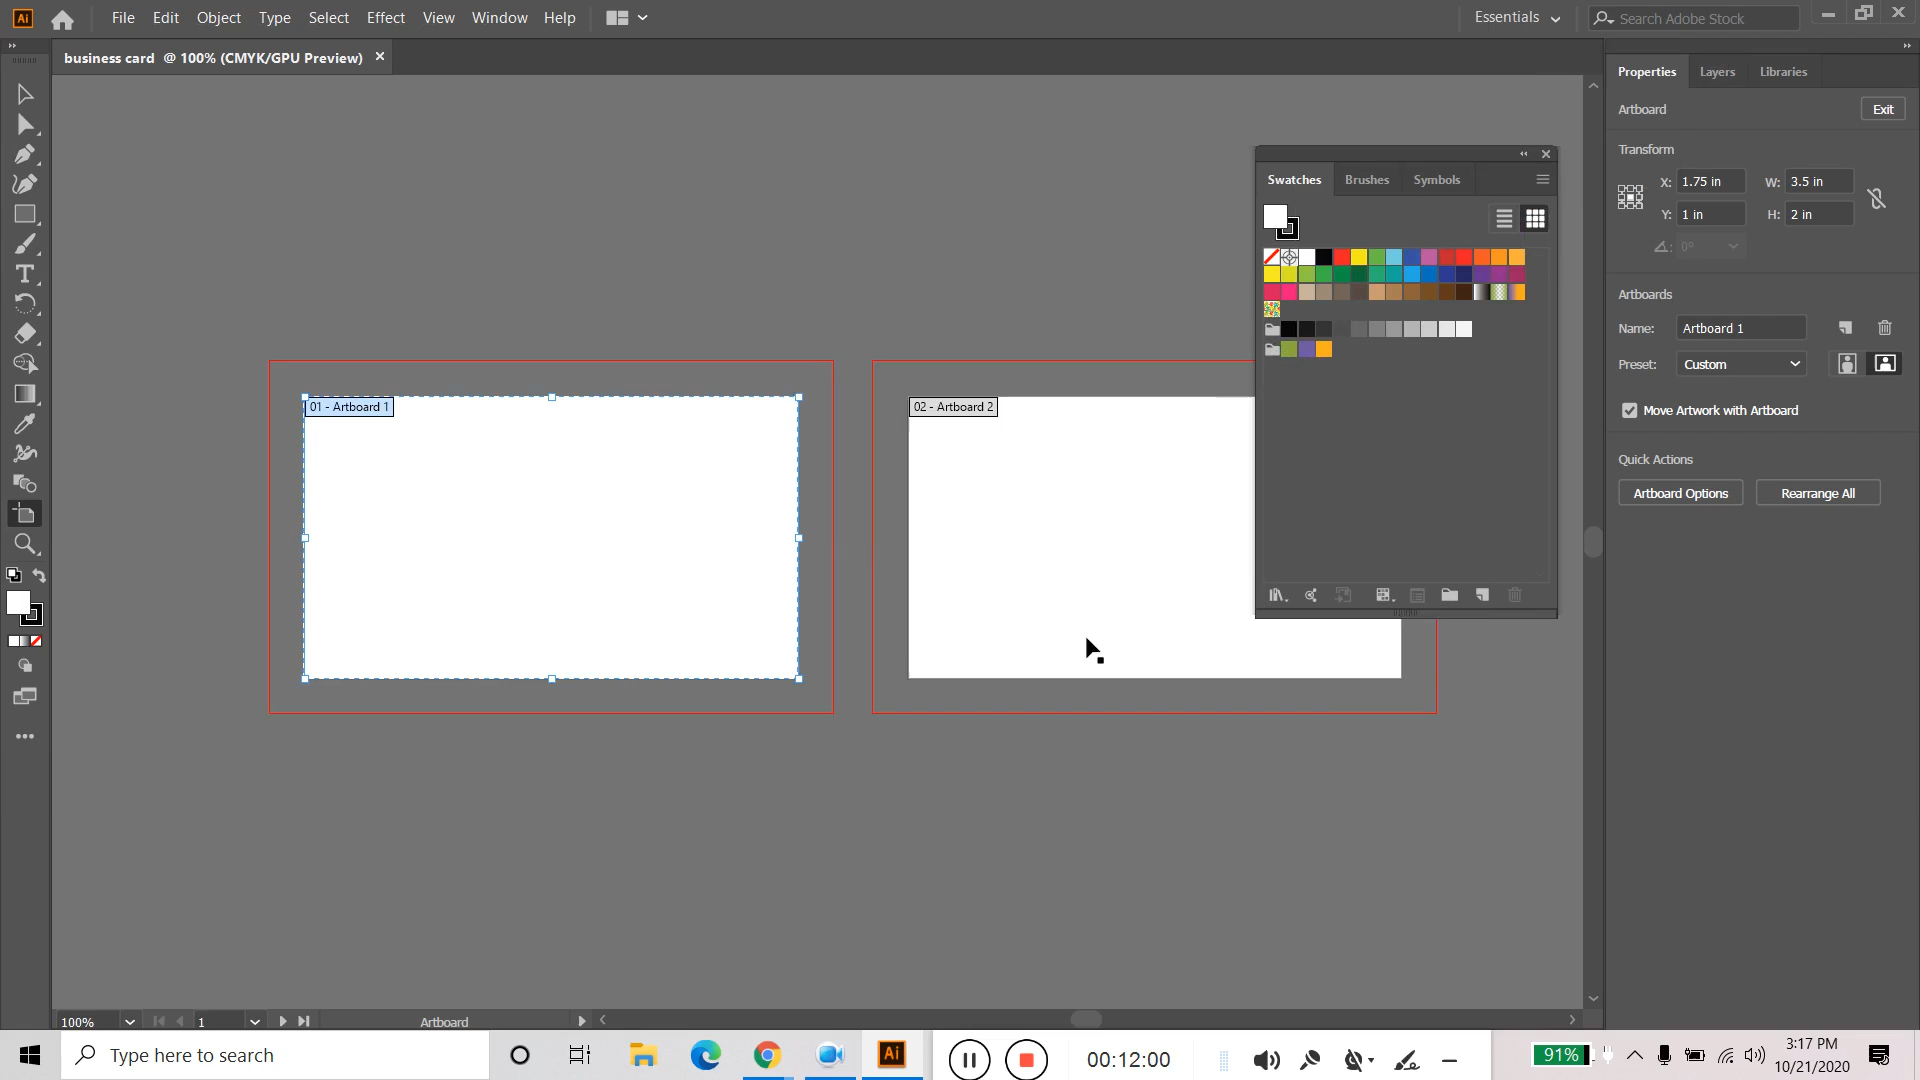 Ai File Edit Object Type Select Effect View Window Help Essentials Search Adobe Stock
business card @ 100% (CMYK/GPU Preview)
Properties Layers Libraries
Artboard Exit
Transform
X: 1.75 in W: 3.5 in
Y: 1 in H: 2 in
0°
Artboards
Name: Artboard 1
Preset: Custom
Move Artwork with Artboard
Quick Actions
Artboard Options Rearrange All
Swatches Brushes Symbols
01 - Artboard 1
02 - Artboard 2
T
100% 1 Artboard
Type here to search
Ai
00:12:00
91%
3:17 PM
10/21/2020